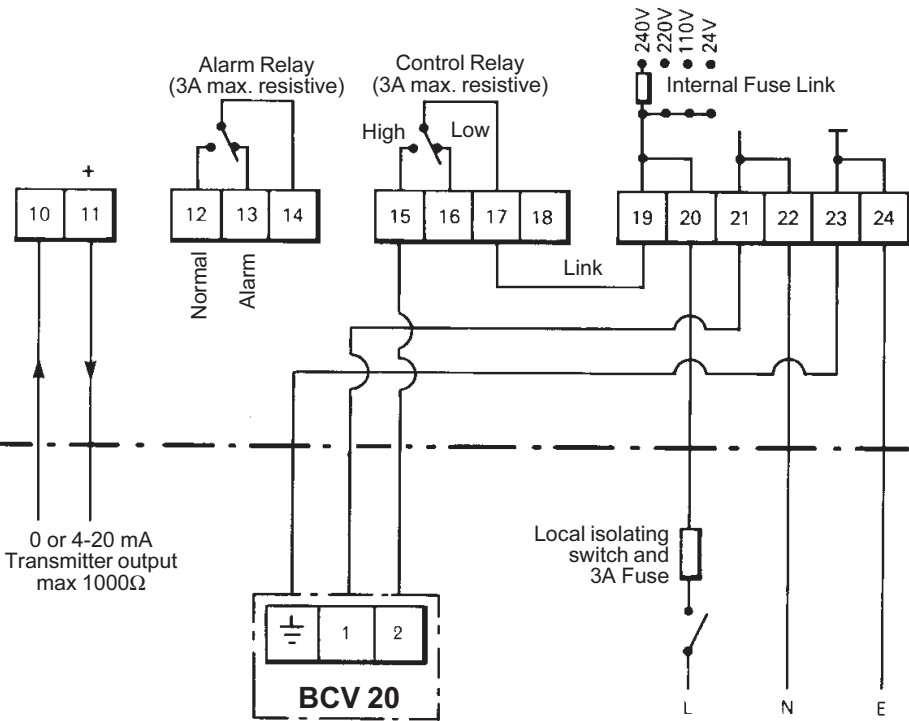 240V
220V
110V
24V
Internal Fuse Link
Alarm Relay
(3A max. resistive)
Control Relay
(3A max. resistive)
High
Low
+
10 11
12 13 14
15 16 17 18
19 20 21 22 23 24
Normal
Alarm
Link
0 or 4-20 mA
Transmitter output
max 1000Ω
Local isolating
switch and
3A Fuse
1 2
BCV 20
L N E